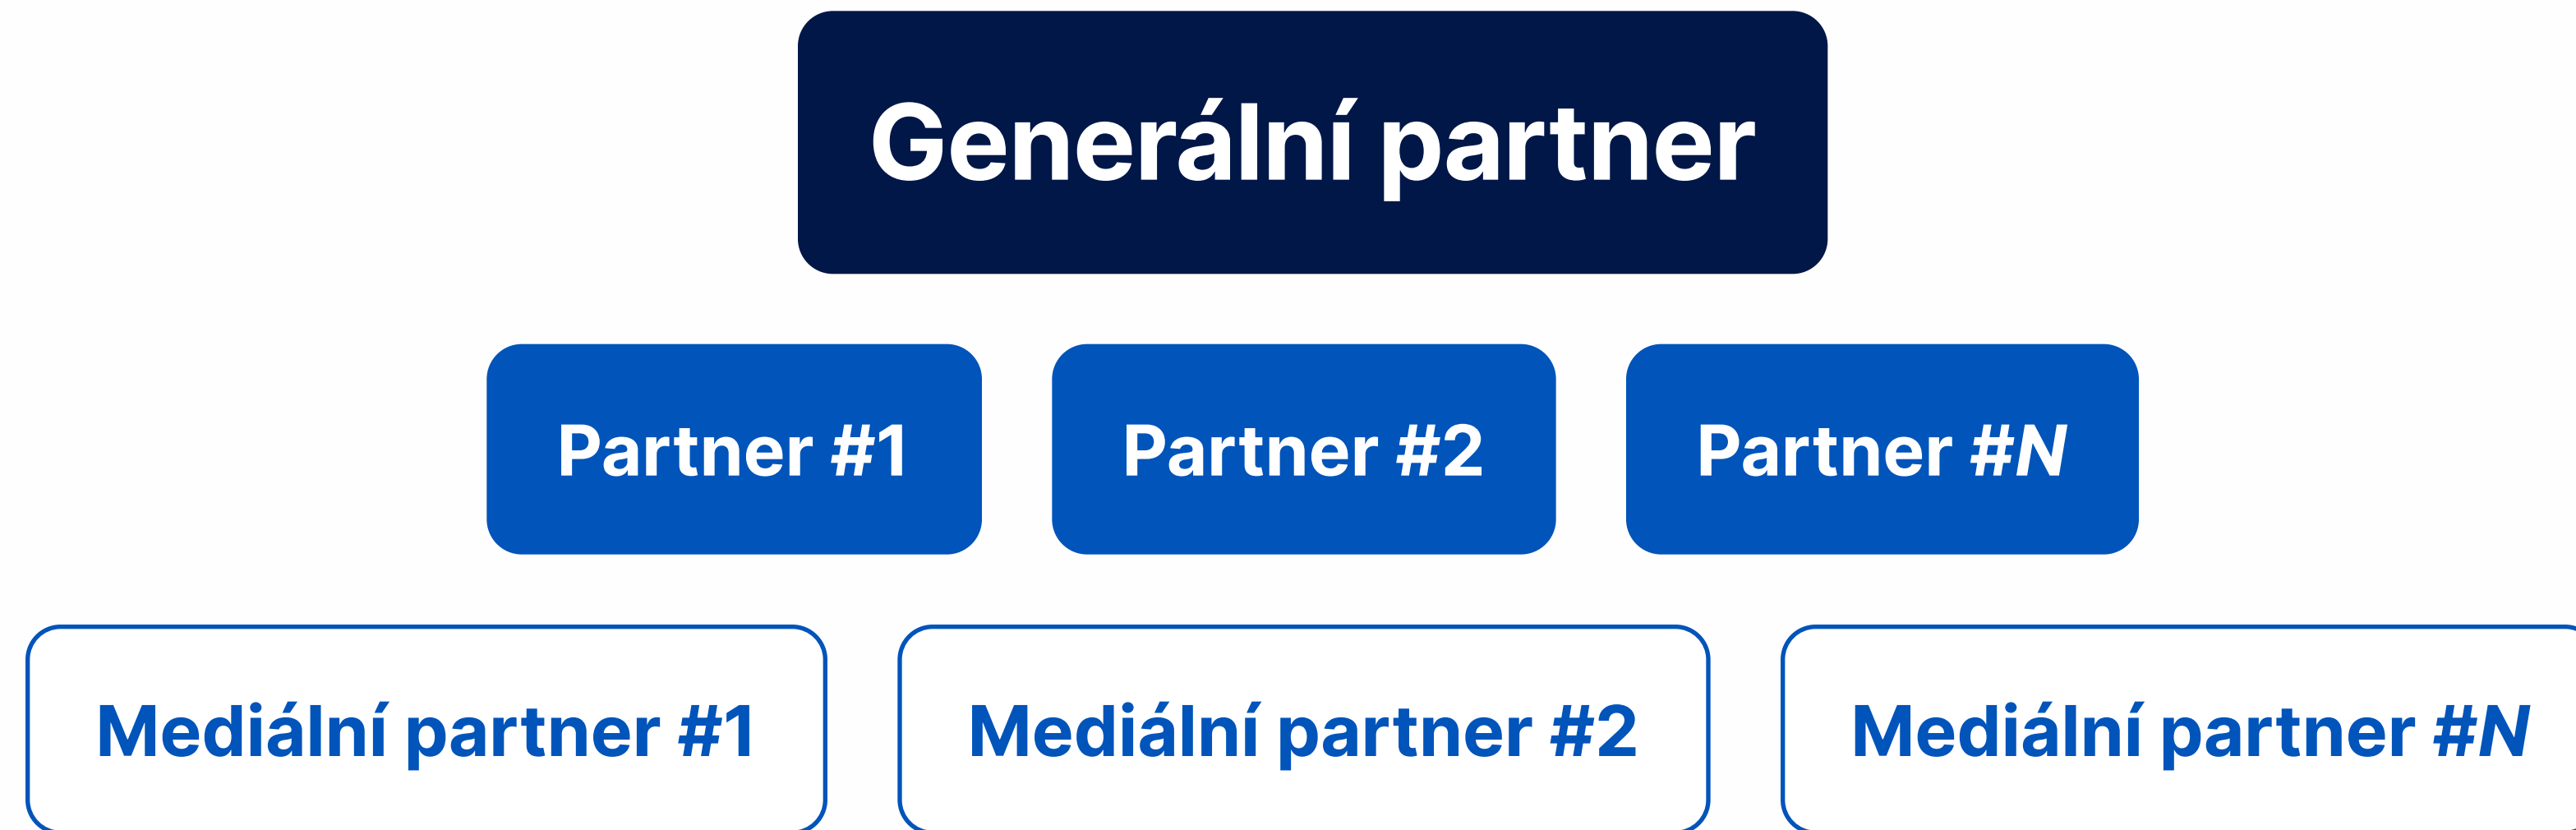 Generální partner
Partner #1
Partner #2
Partner #N
Mediální partner #1
Mediální partner #2
Mediální partner #N